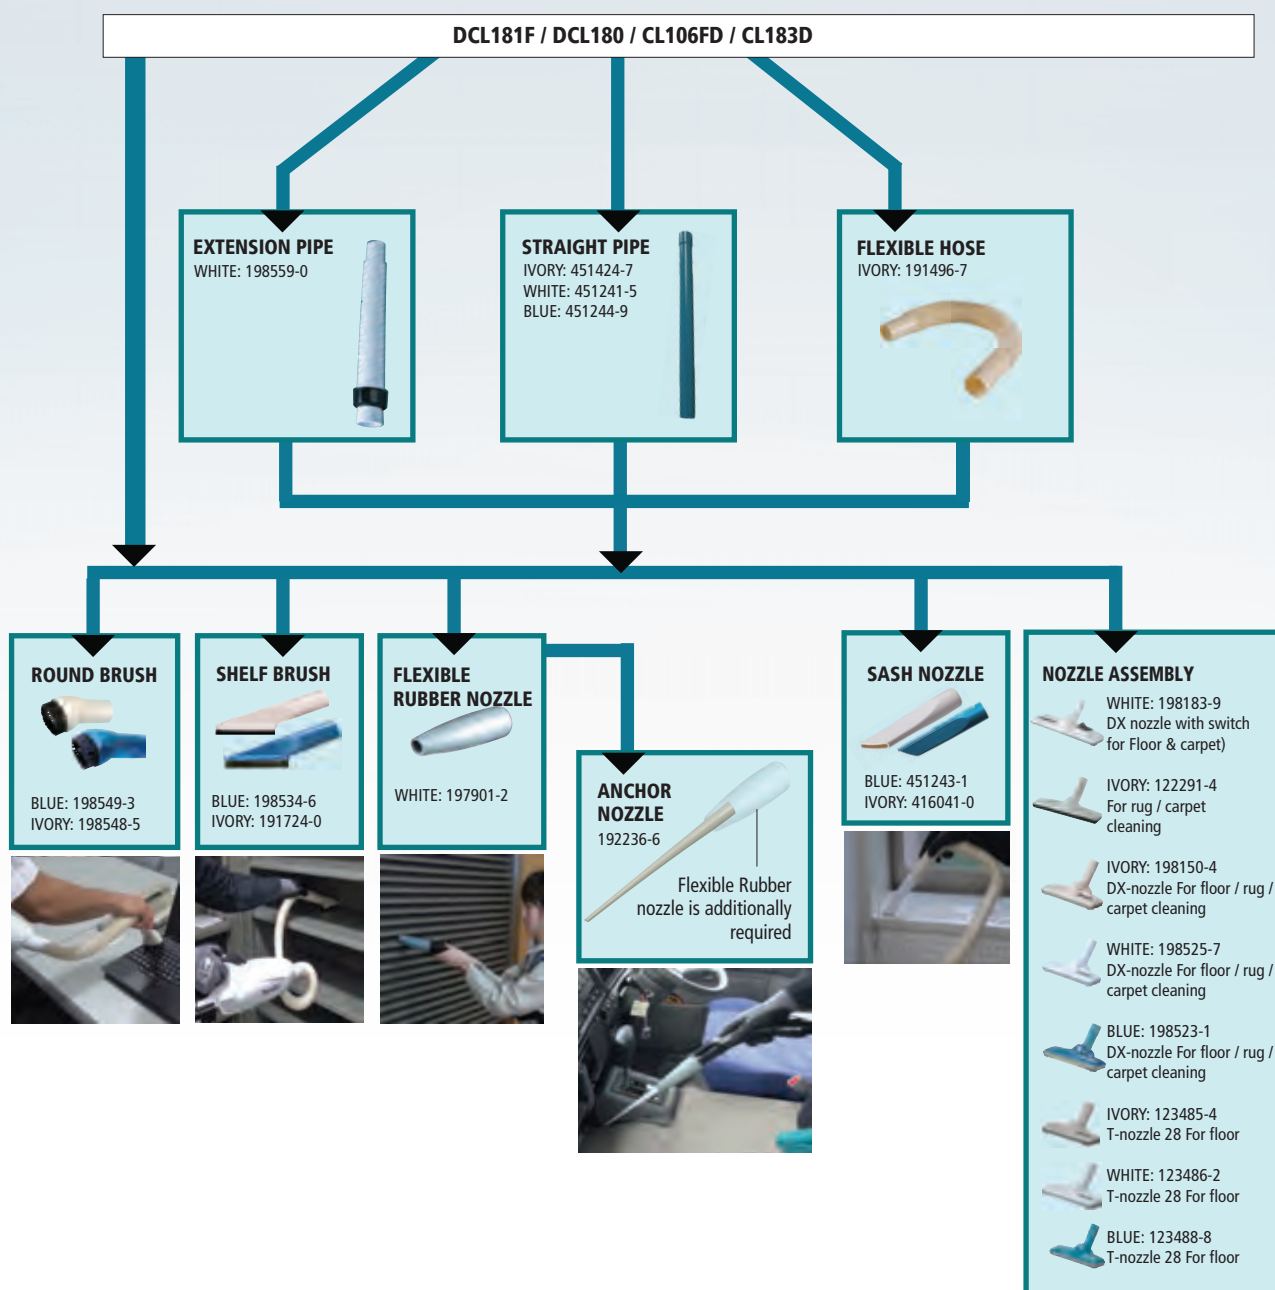 DCL181F / DCL180 / CL106FD / CL183D
EXTENSION PIPE
WHITE: 198559-0
STRAIGHT PIPE
IVORY: 451424-7
WHITE: 451241-5
BLUE: 451244-9
FLEXIBLE HOSE
IVORY: 191496-7
ROUND BRUSH
BLUE: 198549-3
IVORY: 198548-5
SHELF BRUSH
BLUE: 198534-6
IVORY: 191724-0
FLEXIBLE
RUBBER NOZZLE
WHITE: 197901-2
ANCHOR
NOZZLE
192236-6
Flexible Rubber
nozzle is additionally
required
SASH NOZZLE
BLUE: 451243-1
IVORY: 416041-0
NOZZLE ASSEMBLY
WHITE: 198183-9
DX nozzle with switch
for Floor & carpet)
IVORY: 122291-4
For rug / carpet
cleaning
IVORY: 198150-4
DX-nozzle For floor / rug /
carpet cleaning
WHITE: 198525-7
DX-nozzle For floor / rug /
carpet cleaning
BLUE: 198523-1
DX-nozzle For floor / rug /
carpet cleaning
IVORY: 123485-4
T-nozzle 28 For floor
WHITE: 123486-2
T-nozzle 28 For floor
BLUE: 123488-8
T-nozzle 28 For floor